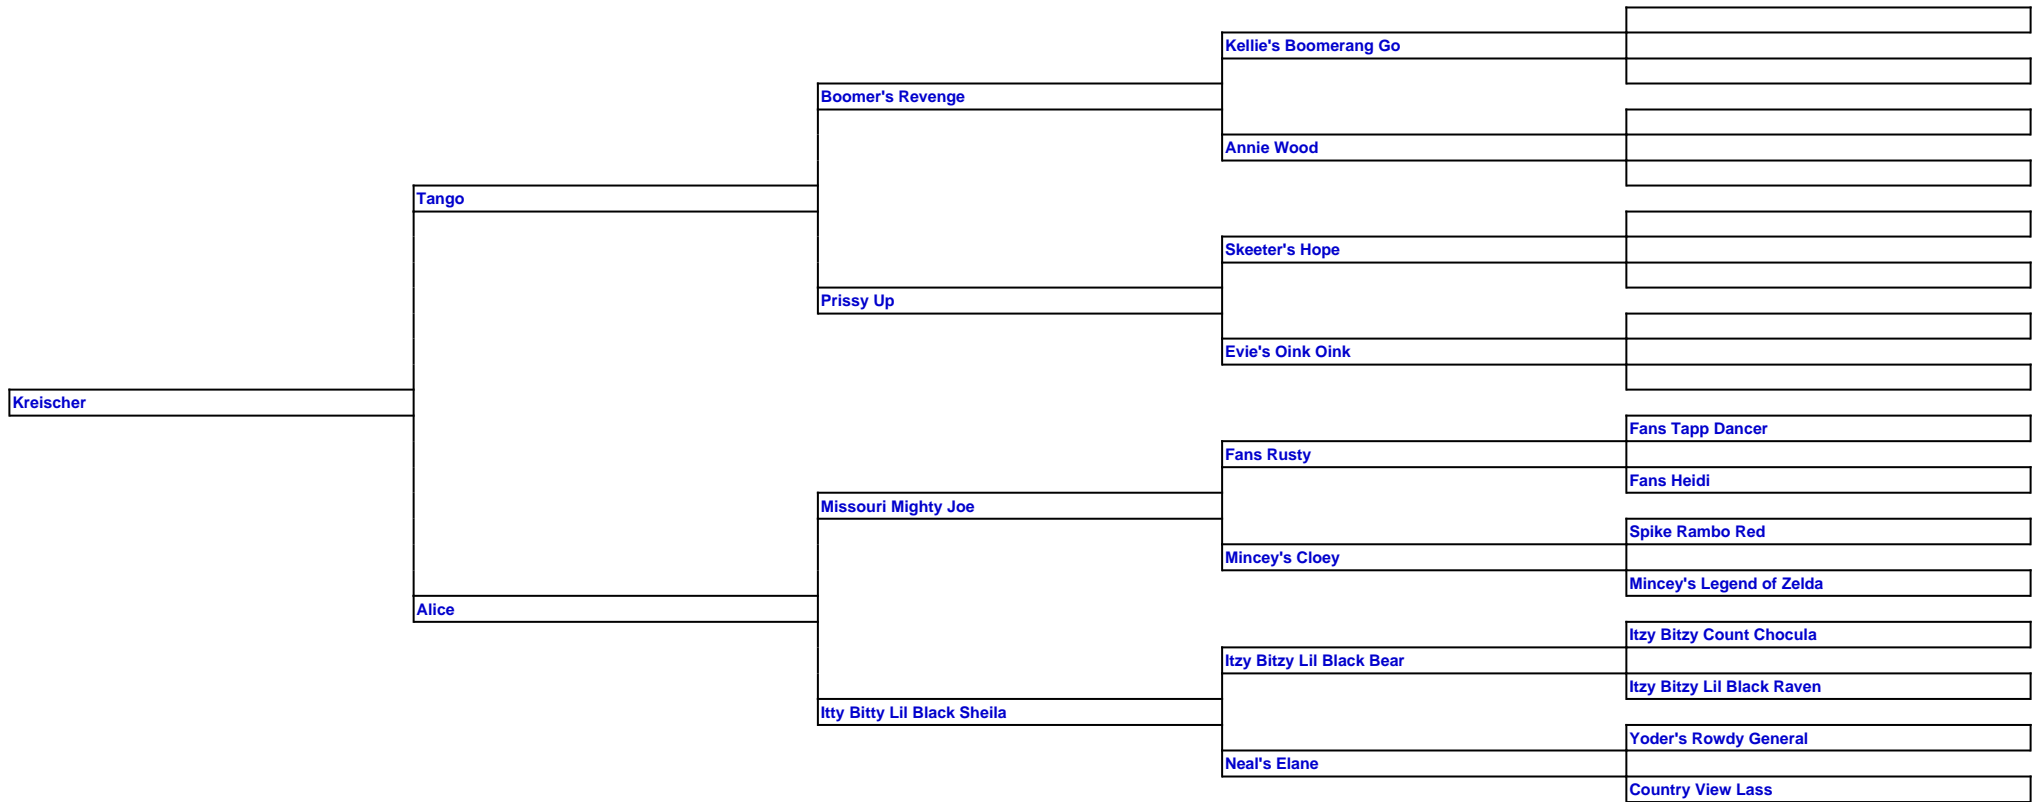 Kellie's Boomerang Go
Boomer's Revenge
Annie Wood
Tango
Skeeter's Hope
Prissy Up
Evie's Oink Oink
Kreischer
Fans Tapp Dancer
Fans Rusty
Fans Heidi
Missouri Mighty Joe
Spike Rambo Red
Mincey's Cloey
Mincey's Legend of Zelda
Alice
Itzy Bitzy Count Chocula
Itzy Bitzy Lil Black Bear
Itzy Bitzy Lil Black Raven
Itty Bitty Lil Black Sheila
Yoder's Rowdy General
Neal's Elane
Country View Lass